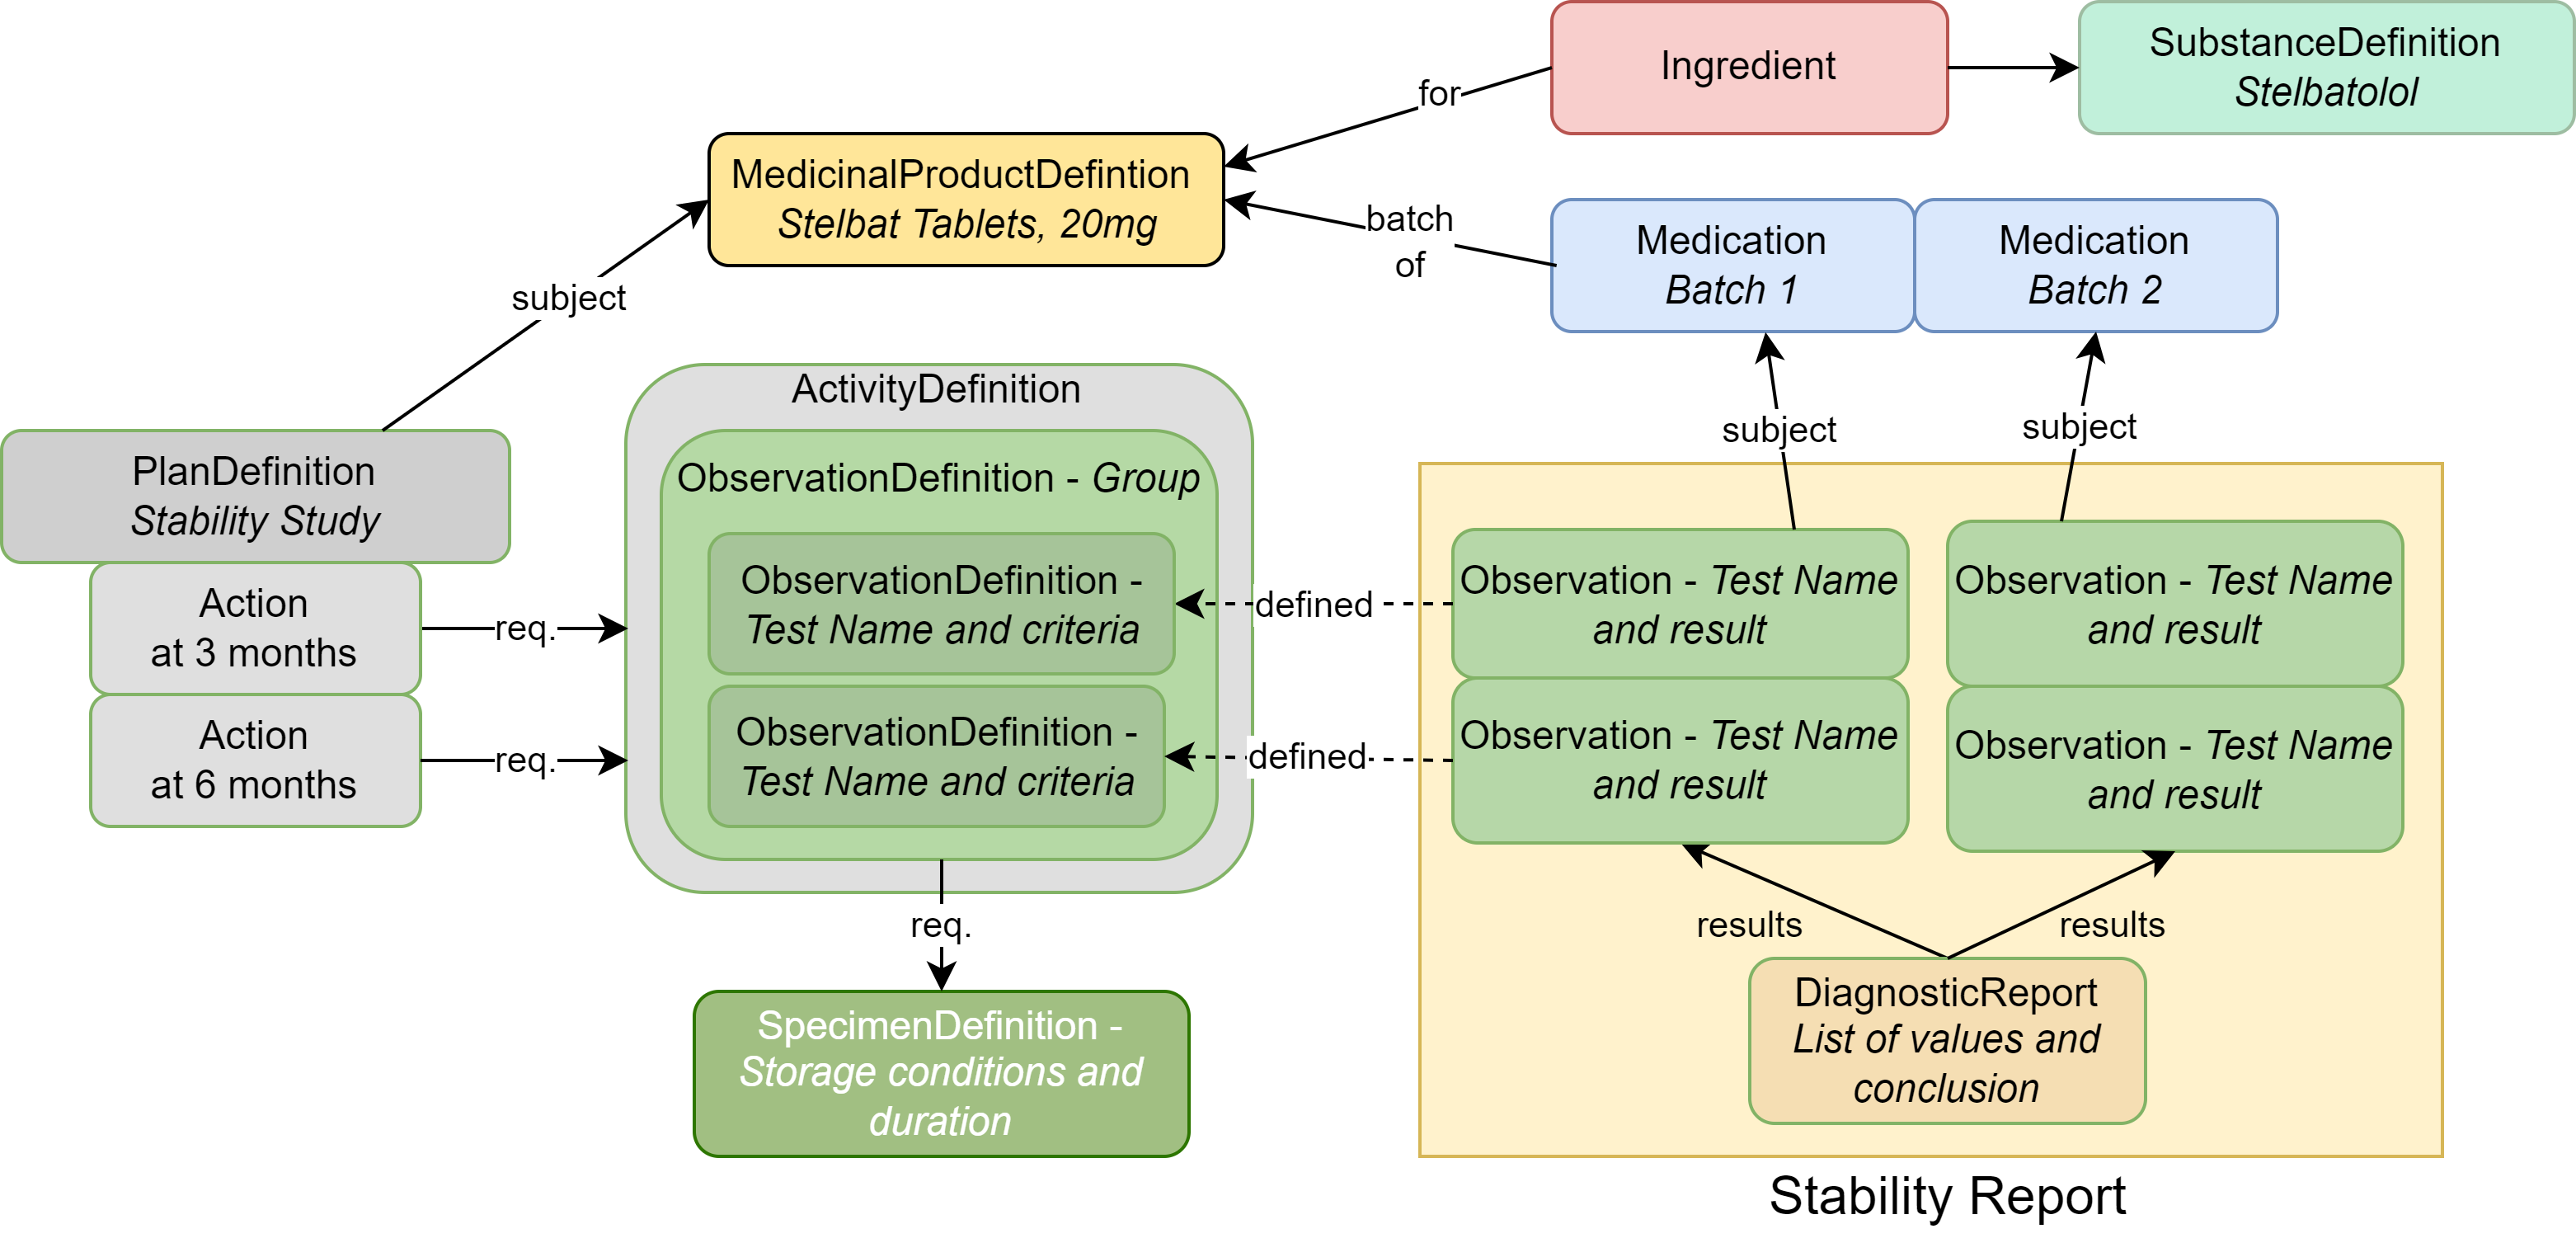 Ingredient
SubstanceDefinition
Stelbatolol
for
MedicinalProductDefintion
Stelbat Tablets, 20mg
batch
of
Medication
Batch 1
Medication
Batch 2
subject
ActivityDefinition
subject
subject
PlanDefinition
Stability Study
ObservationDefinition - Group
Action
at 3 months
req.
ObservationDefinition -
Test Name and criteria
defined
Observation - Test Name
and result
Observation - Test Name
and result
Action
at 6 months
req.
ObservationDefinition -
Test Name and criteria
defined
Observation - Test Name
and result
Observation - Test Name
and result
req.
results
results
SpecimenDefinition -
Storage conditions and
duration
DiagnosticReport
List of values and
conclusion
Stability Report